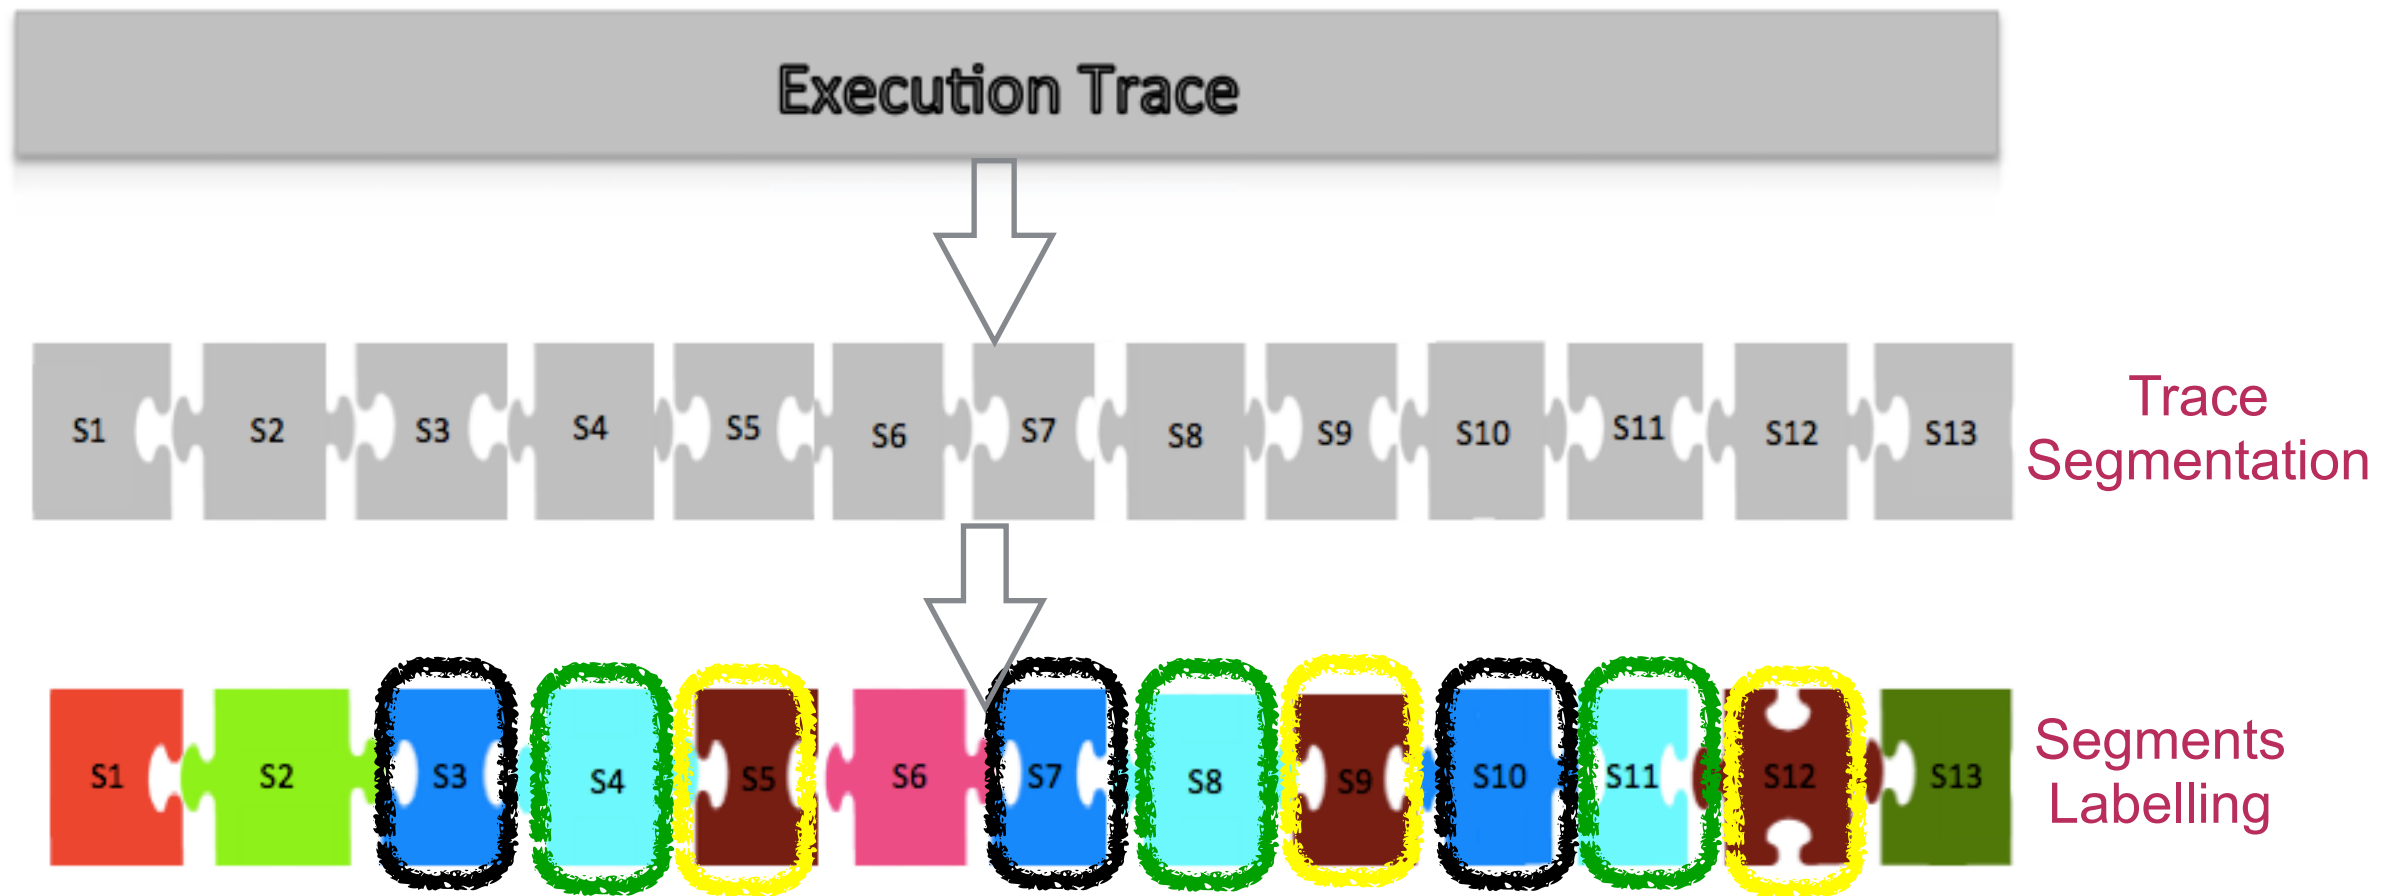 Execution Trace
S1 S2 S3 S4 S5 S6 S7 S8 S9 S10 S11 S12 S13
Trace
Segmentation
S1 S2 S3 S4 S5 S6 S7 S8 S9 S10 S11 S12 S13
Segments
Labelling